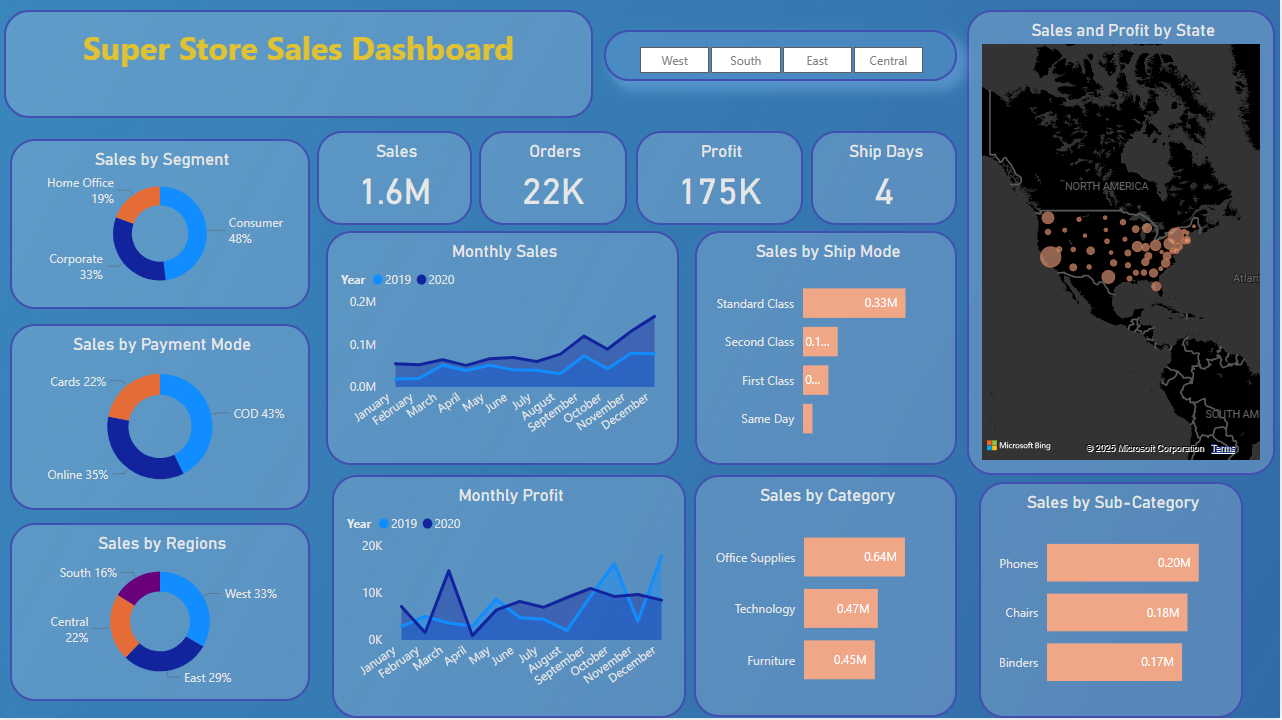 Super Store Sales Dashboard
West
South
East
Central
Sales and Profit by State
NORTH AMERICA
Atlan
SOUTH AM
Microsoft Bing
© 2025 Microsoft Corporation
Terms
Sales by Segment
Home Office
19%
Consumer
48%
Corporate
33%
Sales
1.6M
Orders
22K
Profit
175K
Ship Days
4
Monthly Sales
Year 2019 2020
0.2M
0.1M
0.0M
January
February
March
April
May
June
July
August
September
October
November
December
Sales by Ship Mode
Standard Class 0.33M
Second Class 0.1...
First Class 0...
Same Day
Sales by Payment Mode
Cards 22%
COD 43%
Online 35%
Monthly Profit
Year 2019 2020
20K
10K
0K
January
February
March
April
May
June
July
August
September
October
November
December
Sales by Category
Office Supplies 0.64M
Technology 0.47M
Furniture 0.45M
Sales by Sub-Category
Phones 0.20M
Chairs 0.18M
Binders 0.17M
Sales by Regions
South 16%
West 33%
Central
22%
East 29%